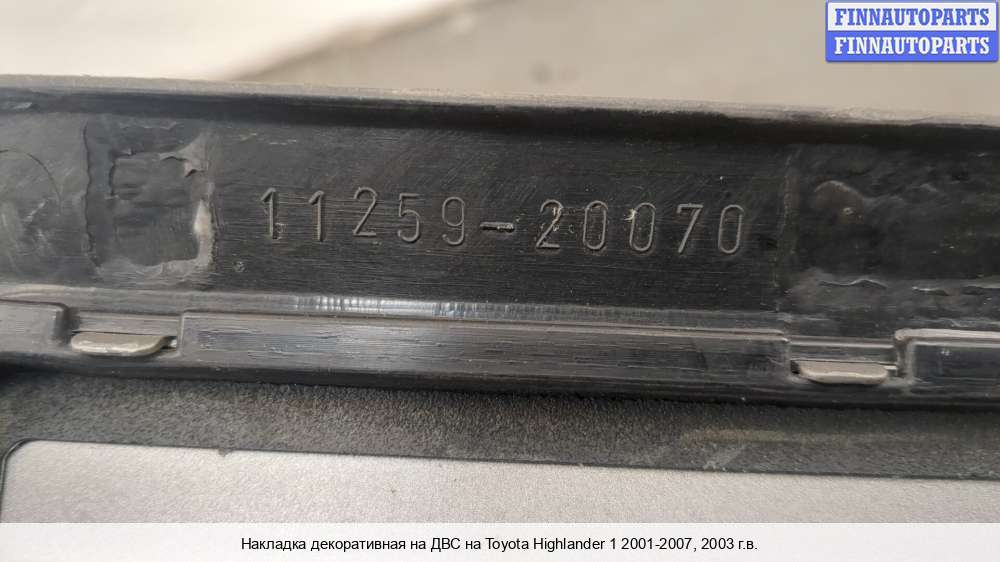 FINNAUTOPARTS
FINNAUTOPARTS
11259-20070
Накладка декоративная на ДВС на Toyota Highlander 1 2001-2007, 2003 г.в.